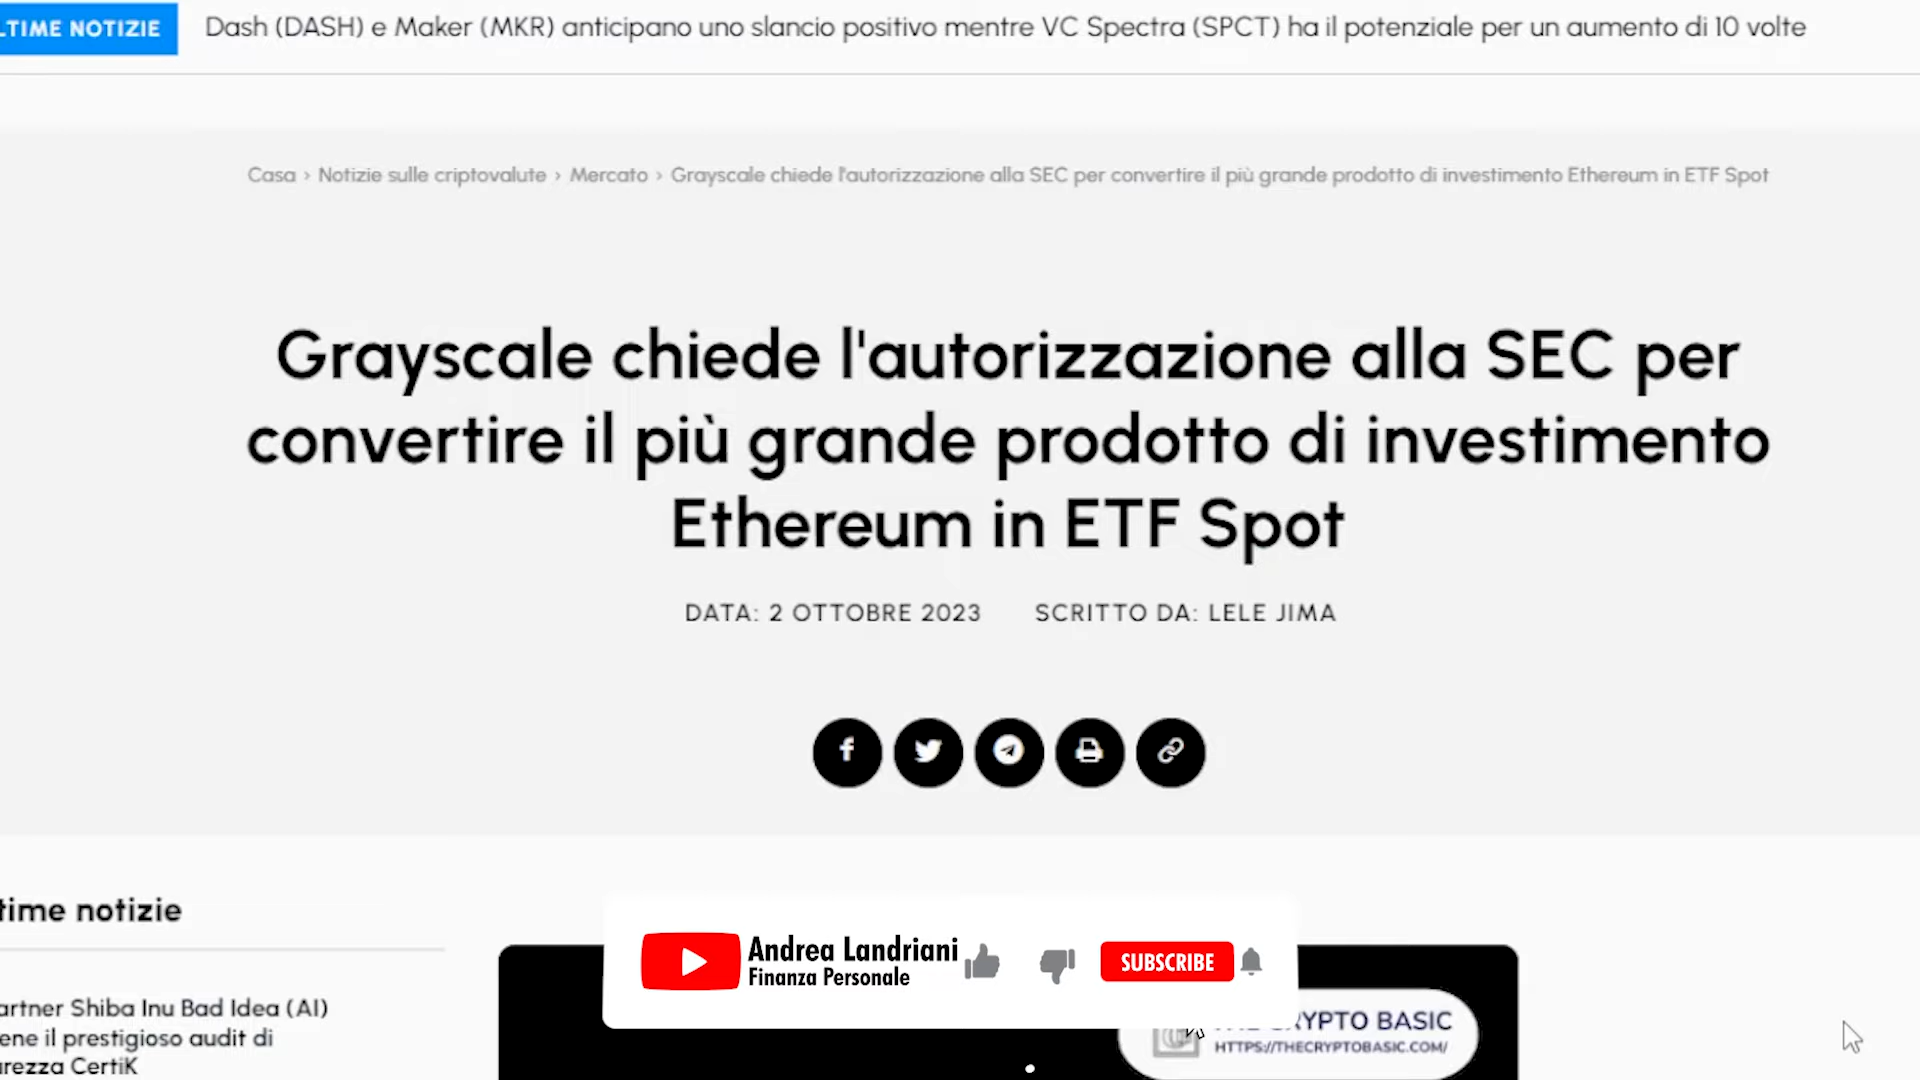 LTIME NOTIZIE
Dash (DASH) e Maker (MKR) anticipano uno slancio positivo mentre VC Spectra (SPCT) ha il potenziale per un aumento di 10 volte
Casa › Notizie sulle criptovalute › Mercato › Grayscale chiede l'autorizzazione alla SEC per convertire il più grande prodotto di investimento Ethereum in ETF Spot
Grayscale chiede l'autorizzazione alla SEC per
convertire il più grande prodotto di investimento
Ethereum in ETF Spot
DATA: 2 OTTOBRE 2023 SCRITTO DA: LELE JIMA
time notizie
artner Shiba Inu Bad Idea (AI)
ene il prestigioso audit di
urezza CertiK
Andrea Landriani
Finanza Personale
SUBSCRIBE
CRYPTO BASIC
HTTPS://THECRYPTOBASIC.COM/